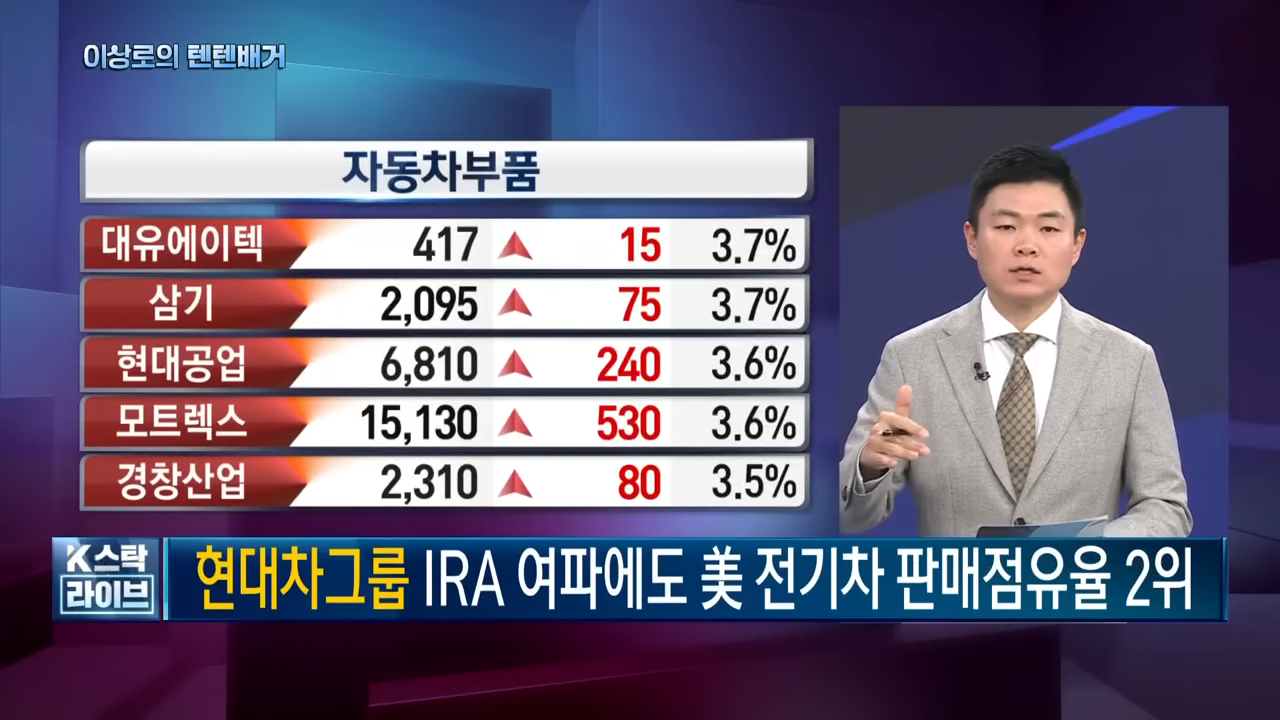 이상로의 텐텐배거
자동차부품
대유에이텍 417 ▲ 15 3.7%
삼기 2,095 ▲ 75 3.7%
현대공업 6,810 ▲ 240 3.6%
모트렉스 15,130 ▲ 530 3.6%
경창산업 2,310 ▲ 80 3.5%
K스탁 라이브
현대차그룹 IRA 여파에도 美 전기차 판매점유율 2위